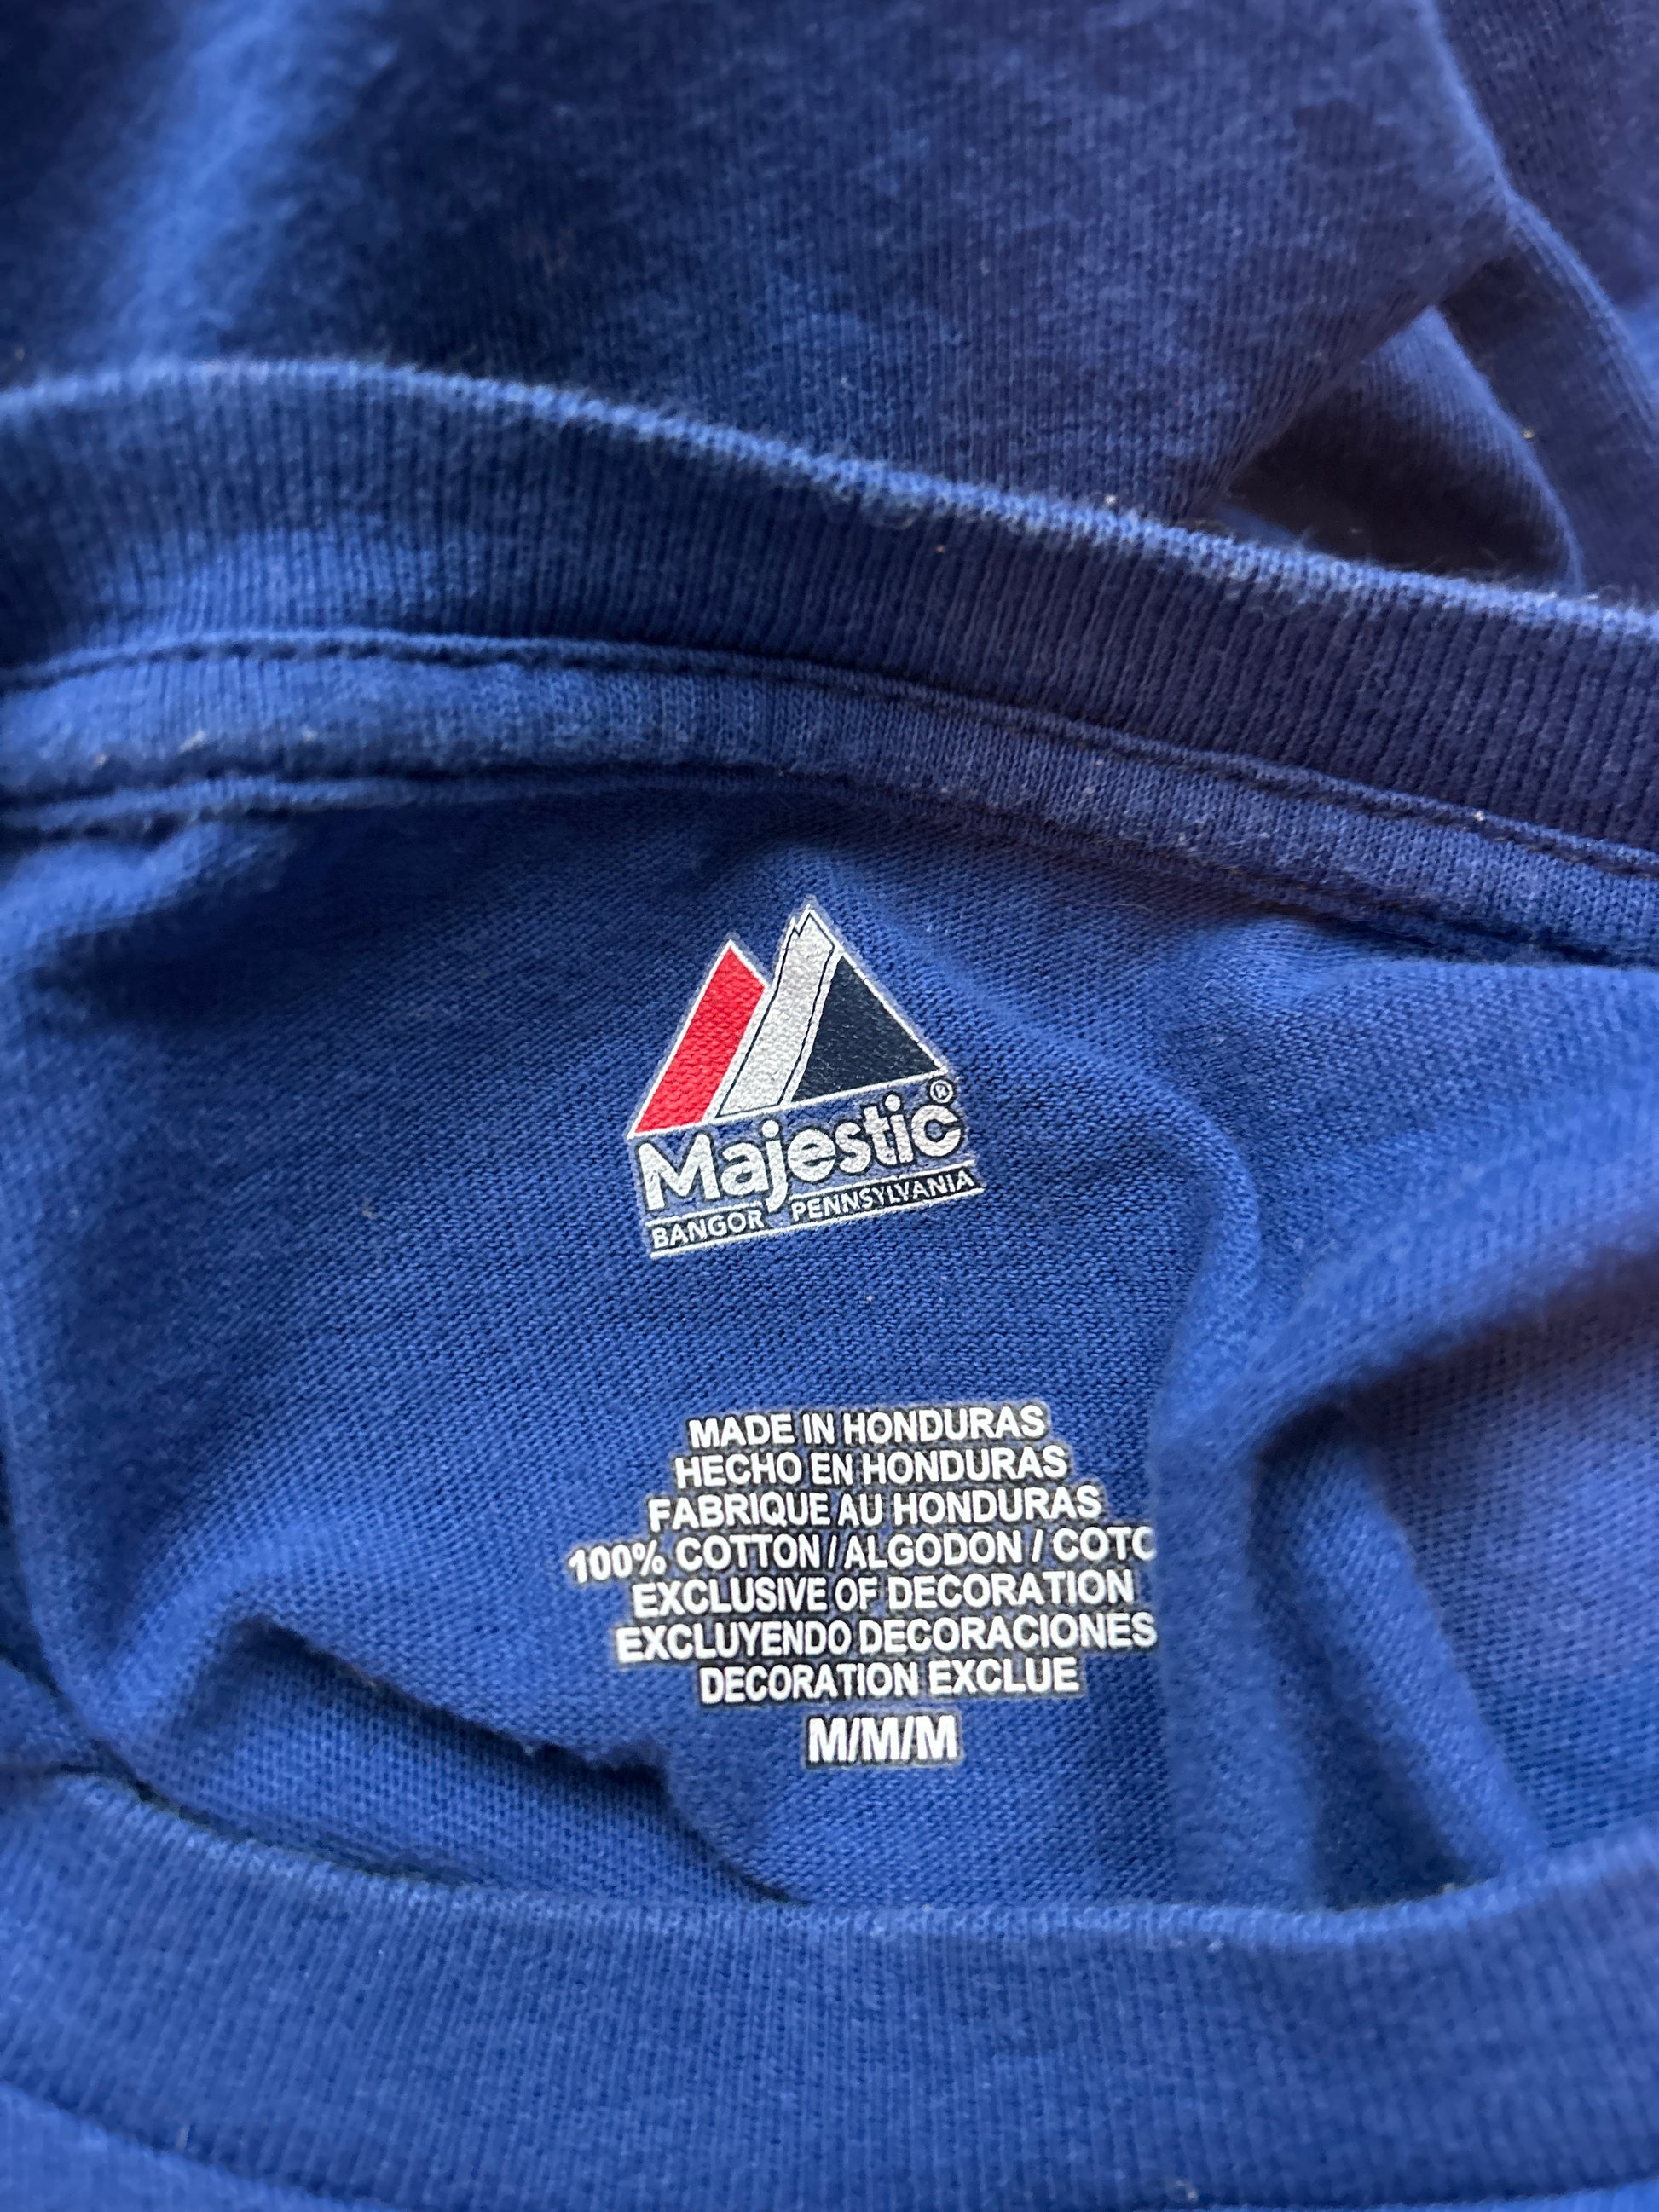 Majestic®
BANGOR PENNSYLVANIA
MADE IN HONDURAS
HECHO EN HONDURAS
FABRIQUE AU HONDURAS
100% COTTON / ALGODON / COTO
EXCLUSIVE OF DECORATION
EXCLUYENDO DECORACIONES
DECORATION EXCLUE
M/M/M